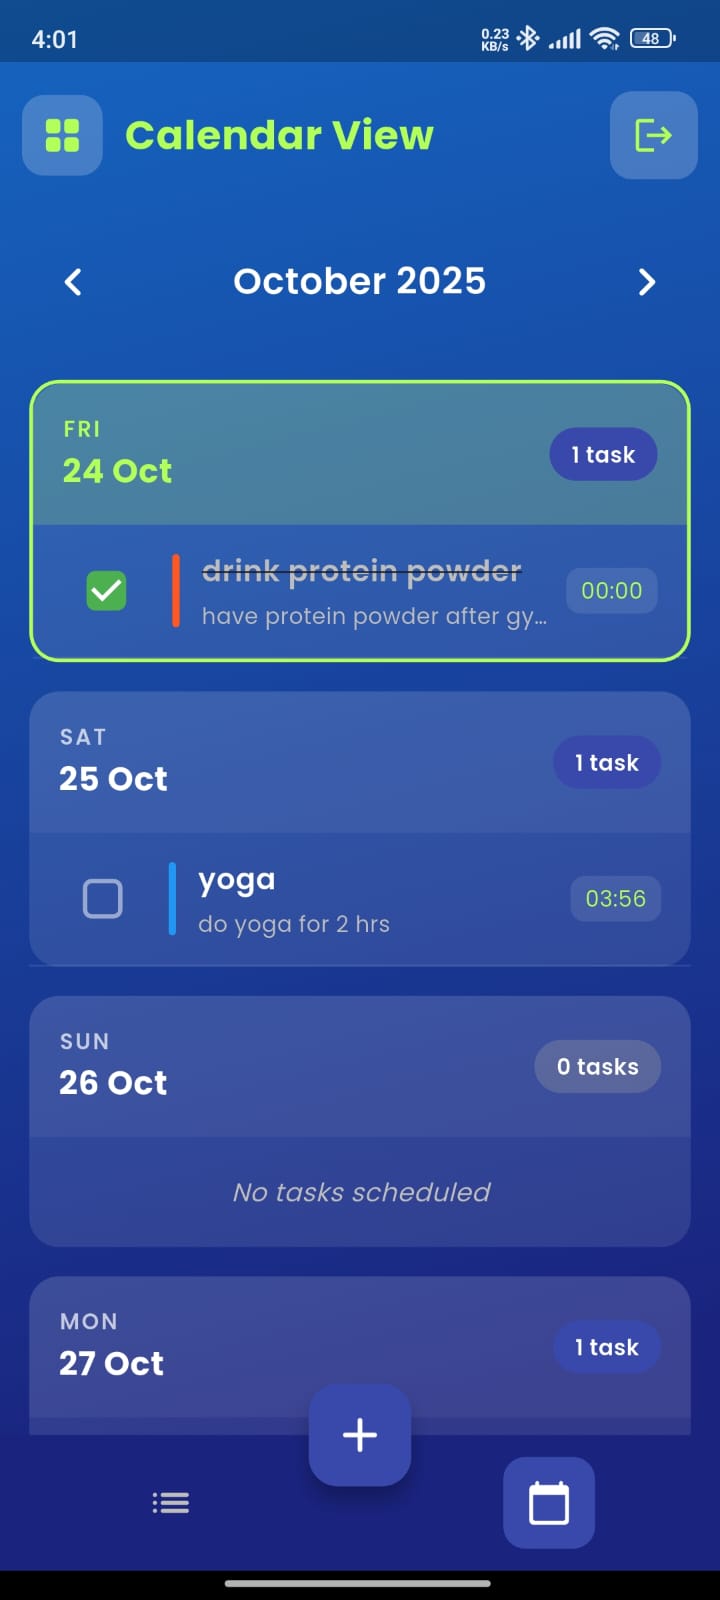 4:01
0.23
KB/s
48
Calendar View
October 2025
FRI
24 Oct
1 task
drink protein powder
have protein powder after gy...
00:00
SAT
25 Oct
1 task
yoga
do yoga for 2 hrs
03:56
SUN
26 Oct
0 tasks
No tasks scheduled
MON
27 Oct
1 task